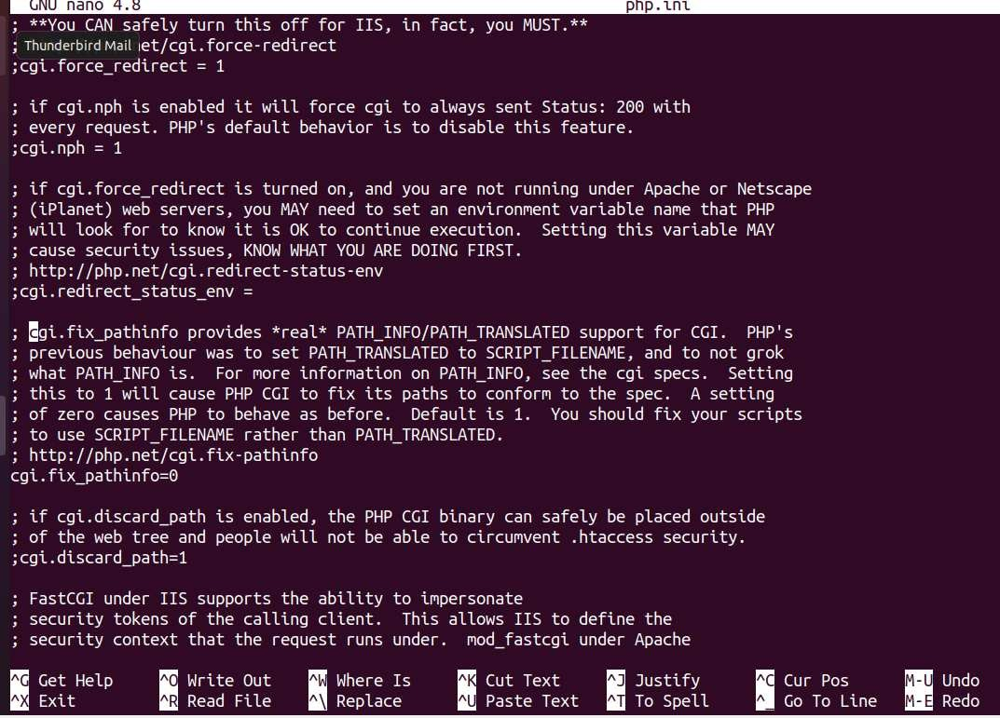 GNU nano 4.8 php.ini
; **You CAN safely turn this off for IIS, in fact, you MUST.**
; et/cgi.force-redirect
Thunderbird Mail
;cgi.force_redirect = 1
; if cgi.nph is enabled it will force cgi to always sent Status: 200 with
; every request. PHP's default behavior is to disable this feature.
;cgi.nph = 1
; if cgi.force_redirect is turned on, and you are not running under Apache or Netscape
; (iPlanet) web servers, you MAY need to set an environment variable name that PHP
; will look for to know it is OK to continue execution.  Setting this variable MAY
; cause security issues, KNOW WHAT YOU ARE DOING FIRST.
; http://php.net/cgi.redirect-status-env
;cgi.redirect_status_env =
; cgi.fix_pathinfo provides *real* PATH_INFO/PATH_TRANSLATED support for CGI.  PHP's
; previous behaviour was to set PATH_TRANSLATED to SCRIPT_FILENAME, and to not grok
; what PATH_INFO is.  For more information on PATH_INFO, see the cgi specs.  Setting
; this to 1 will cause PHP CGI to fix its paths to conform to the spec.  A setting
; of zero causes PHP to behave as before.  Default is 1.  You should fix your scripts
; to use SCRIPT_FILENAME rather than PATH_TRANSLATED.
; http://php.net/cgi.fix-pathinfo
cgi.fix_pathinfo=0
; if cgi.discard_path is enabled, the PHP CGI binary can safely be placed outside
; of the web tree and people will not be able to circumvent .htaccess security.
;cgi.discard_path=1
; FastCGI under IIS supports the ability to impersonate
; security tokens of the calling client.  This allows IIS to define the
; security context that the request runs under.  mod_fastcgi under Apache
^G Get Help ^O Write Out ^W Where Is ^K Cut Text ^J Justify ^C Cur Pos M-U Undo
^X Exit ^R Read File ^\ Replace ^U Paste Text ^T To Spell ^_ Go To Line M-E Redo